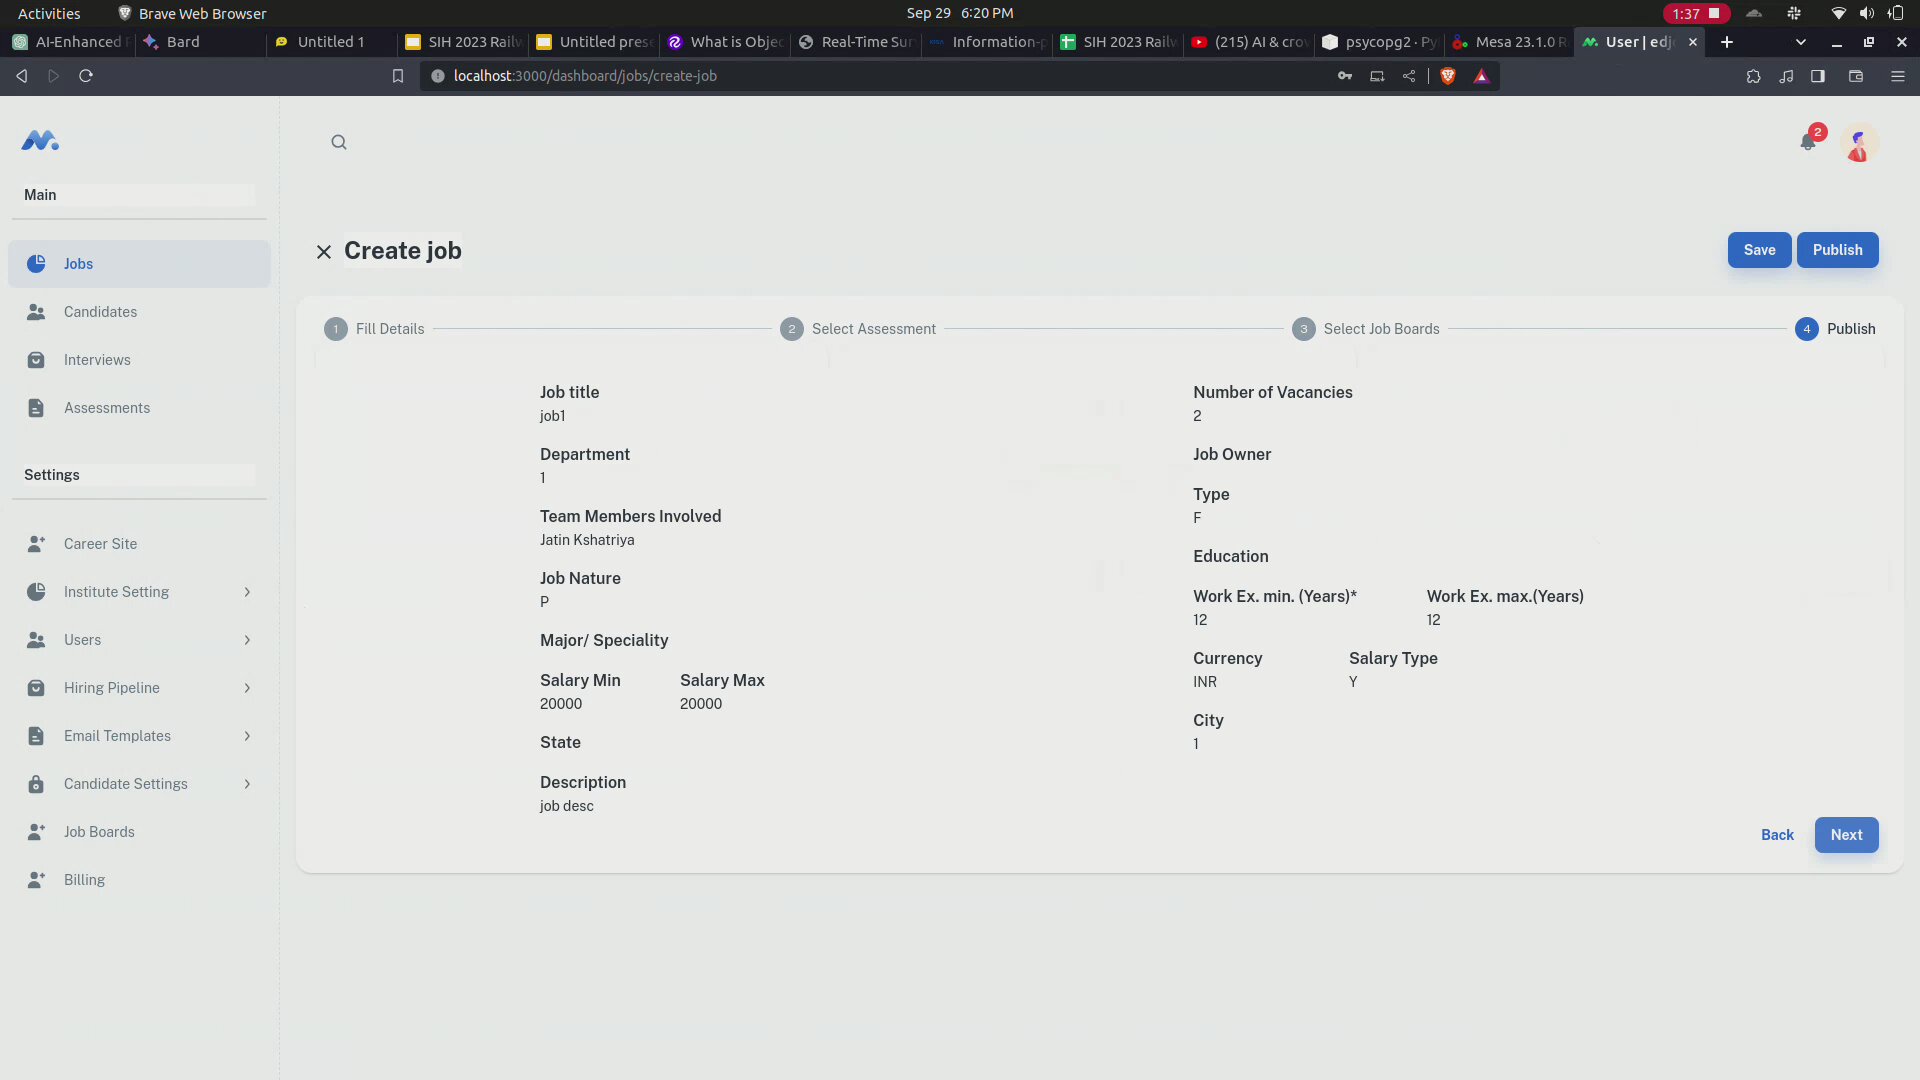 Activities
Brave Web Browser
Sep 29 6:20 PM
1:37
AI-Enhanced
Bard
Untitled 1
SIH 2023 Railw
Untitled prese
What is Objec
Real-Time Sur
Information-p
SIH 2023 Railw
(215) AI & crow
psycopg2 · Py
Mesa 23.1.0 R
User | edj
localhost:3000/dashboard/jobs/create-job
2
Main
Create job
Save
Publish
Jobs
Candidates
Interviews
Assessments
Settings
Career Site
Institute Setting
Users
Hiring Pipeline
Email Templates
Candidate Settings
Job Boards
Billing
1 Fill Details
2 Select Assessment
3 Select Job Boards
4 Publish
Job title
job1
Department
1
Team Members Involved
Jatin Kshatriya
Job Nature
P
Major/ Speciality
Salary Min
20000
Salary Max
20000
State
Description
job desc
Number of Vacancies
2
Job Owner
Type
F
Education
Work Ex. min. (Years)*
12
Work Ex. max.(Years)
12
Currency
INR
Salary Type
Y
City
1
Back
Next